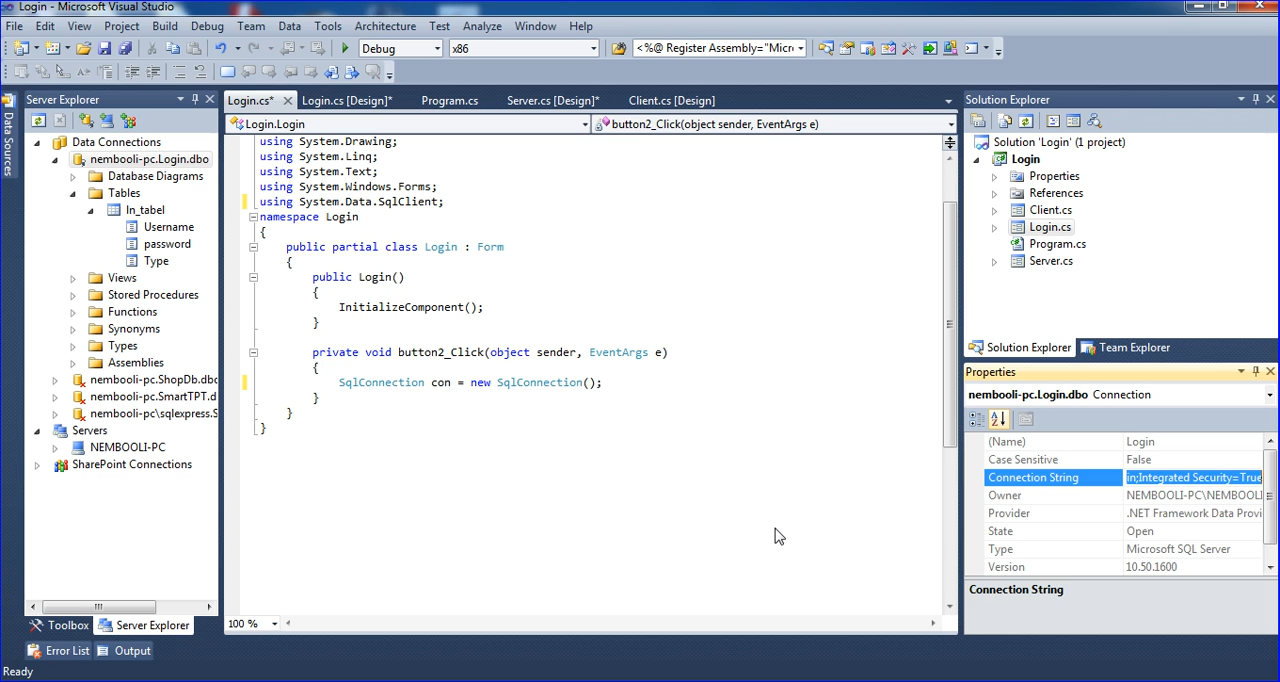 Login - Microsoft Visual Studio
File Edit View Project Build Debug Team Data Tools Architecture Test Analyze Window Help
Debug x86 <%@ Register Assembly="Micr
Data Sources
Server Explorer
Data Connections
nembooli-pc.Login.dbo
Database Diagrams
Tables
In_tabel
Username
password
Type
Views
Stored Procedures
Functions
Synonyms
Types
Assemblies
nembooli-pc.ShopDb.dbc
nembooli-pc.SmartTPT.d
nembooli-pc\sqlexpress.S
Servers
NEMBOOLI-PC
SharePoint Connections
Toolbox Server Explorer
Login.cs* Login.cs [Design]* Program.cs Server.cs [Design]* Client.cs [Design]
Login.Login button2_Click(object sender, EventArgs e)
using System.Drawing;
using System.Linq;
using System.Text;
using System.Windows.Forms;
using System.Data.SqlClient;
namespace Login
{
public partial class Login : Form
{
public Login()
{
InitializeComponent();
}
private void button2_Click(object sender, EventArgs e)
{
SqlConnection con = new SqlConnection();
}
}
}
100 %
Solution Explorer
Solution 'Login' (1 project)
Login
Properties
References
Client.cs
Login.cs
Program.cs
Server.cs
Solution Explorer Team Explorer
Properties
nembooli-pc.Login.dbo Connection
(Name) Login
Case Sensitive False
Connection String in;Integrated Security=True
Owner NEMBOOLI-PC\NEMBOOLI
Provider .NET Framework Data Provi
State Open
Type Microsoft SQL Server
Version 10.50.1600
Connection String
Error List Output
Ready